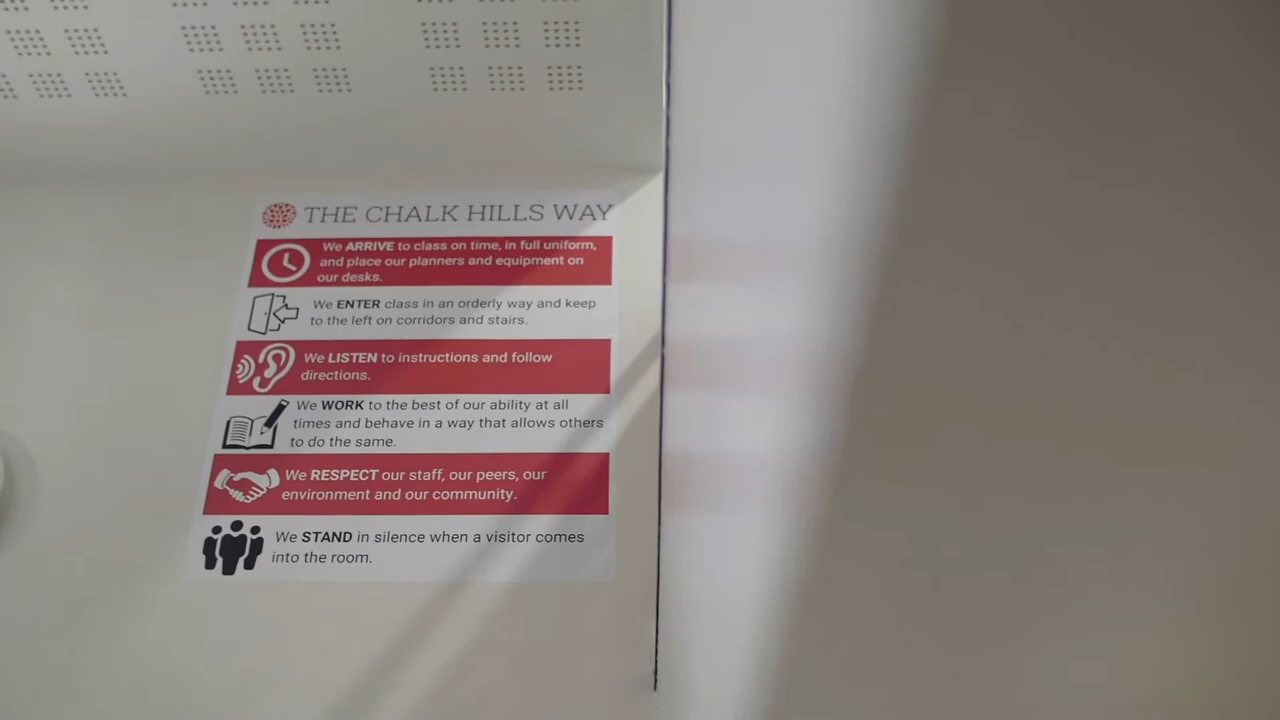 THE CHALK HILLS WAY
We ARRIVE to class on time, in full uniform,
and place our planners and equipment on
our desks.
We ENTER class in an orderly way and keep
to the left on corridors and stairs.
We LISTEN to instructions and follow
directions.
We WORK to the best of our ability at all
times and behave in a way that allows others
to do the same.
We RESPECT our staff, our peers, our
environment and our community.
We STAND in silence when a visitor comes
into the room.